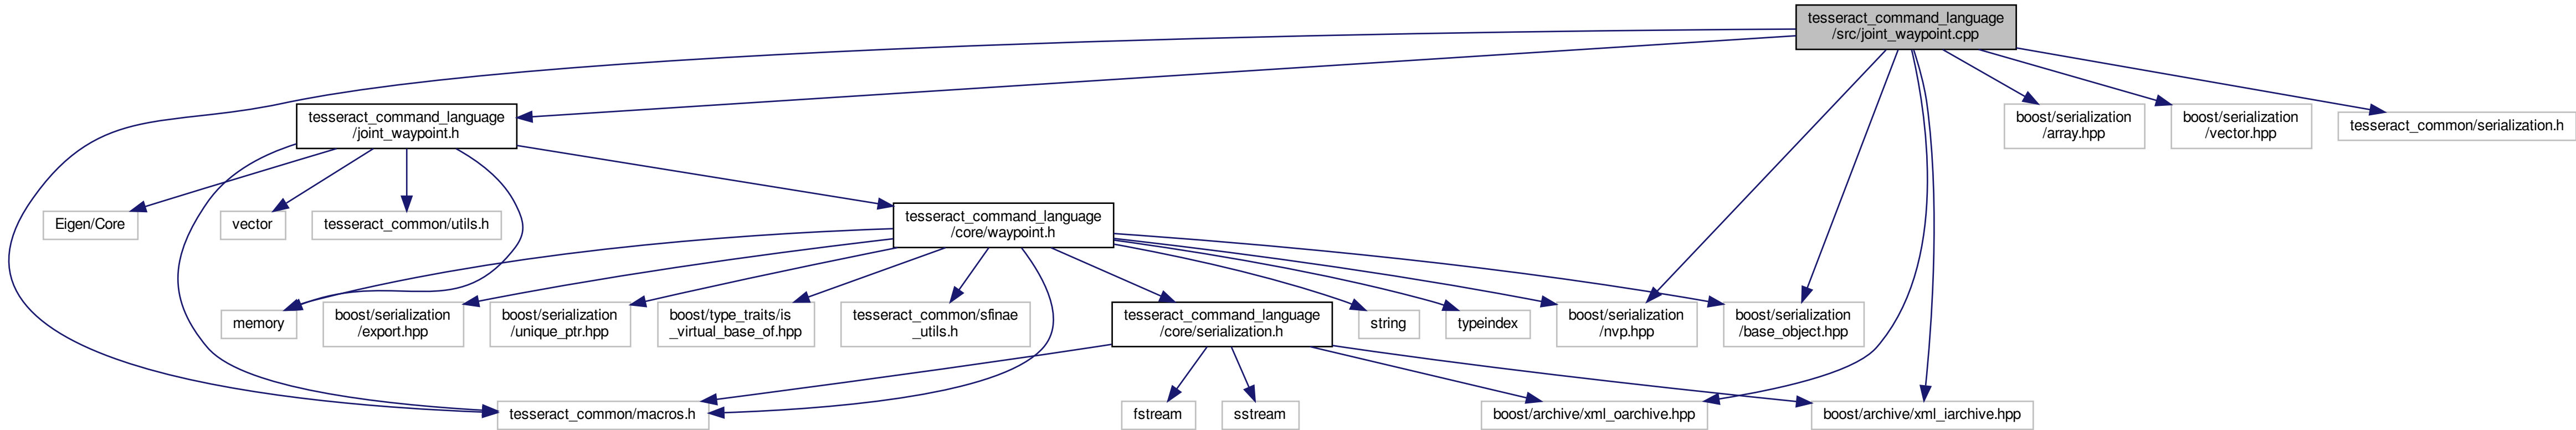 tesseract_command_language
/src/joint_waypoint.cpp
tesseract_command_language
/joint_waypoint.h
boost/serialization
/array.hpp
boost/serialization
/vector.hpp
tesseract_common/serialization.h
Eigen/Core
vector
tesseract_common/utils.h
tesseract_command_language
/core/waypoint.h
memory
boost/serialization
/export.hpp
boost/serialization
/unique_ptr.hpp
boost/type_traits/is
_virtual_base_of.hpp
tesseract_common/sfinae
_utils.h
tesseract_command_language
/core/serialization.h
string
typeindex
boost/serialization
/nvp.hpp
boost/serialization
/base_object.hpp
tesseract_common/macros.h
fstream
sstream
boost/archive/xml_oarchive.hpp
boost/archive/xml_iarchive.hpp